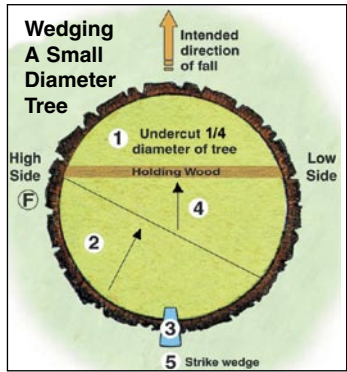 Wedging
A Small
Diameter
Tree
Intended
direction
of fall
1 Undercut 1/4
diameter of tree
High
Side
Holding Wood
Low
Side
F
4
2
3
5 Strike wedge